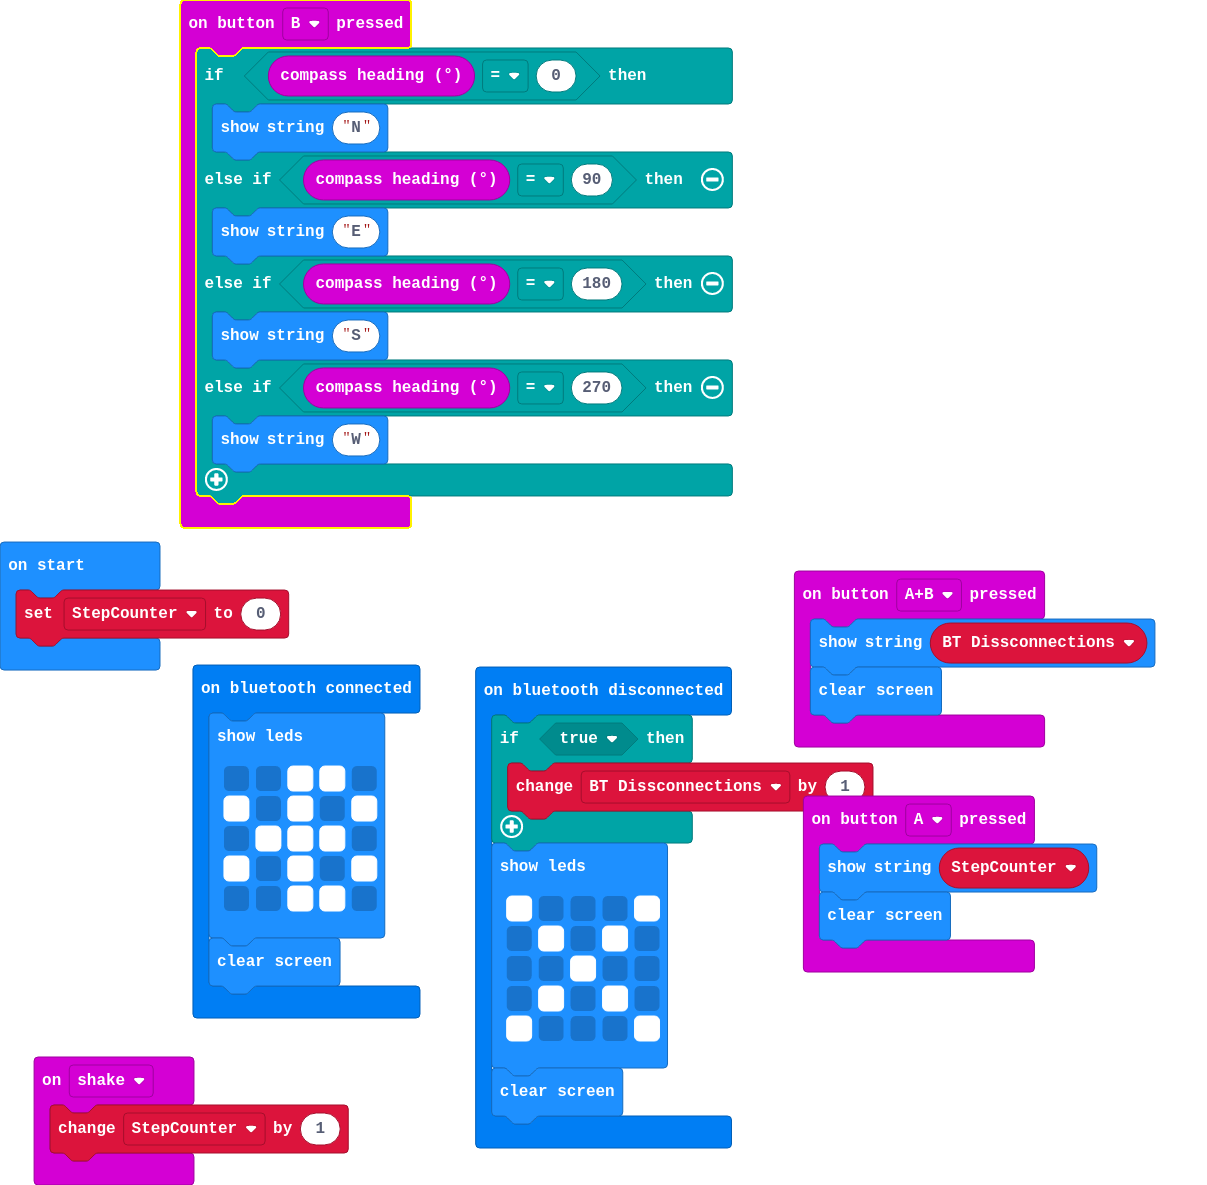 on button B pressed
if compass heading (°) = 0 then
show string "N"
else if compass heading (°) = 90 then
show string "E"
else if compass heading (°) = 180 then
show string "S"
else if compass heading (°) = 270 then
show string "W"
on start
set StepCounter to 0
on bluetooth connected
show leds
clear screen
on bluetooth disconnected
if true then
change BT Dissconnections by 1
show leds
clear screen
on button A+B pressed
show string BT Dissconnections
clear screen
on button A pressed
show string StepCounter
clear screen
on shake
change StepCounter by 1